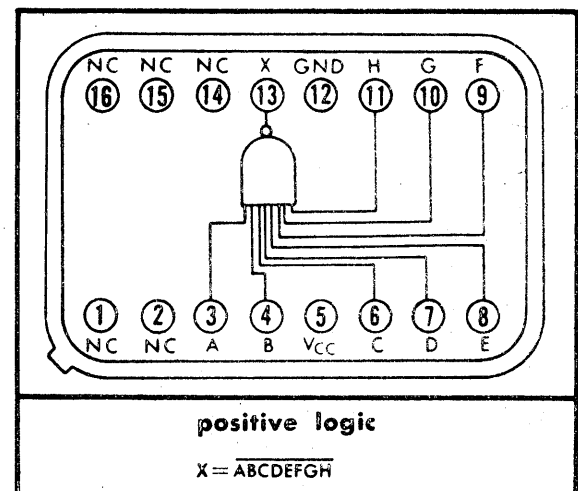 NC NC NC X GND H G F
16 15 14 13 12 11 10 9
1 2 3 4 5 6 7 8
NC NC A B VCC C D E
positive logic
X = ABCDEFGH